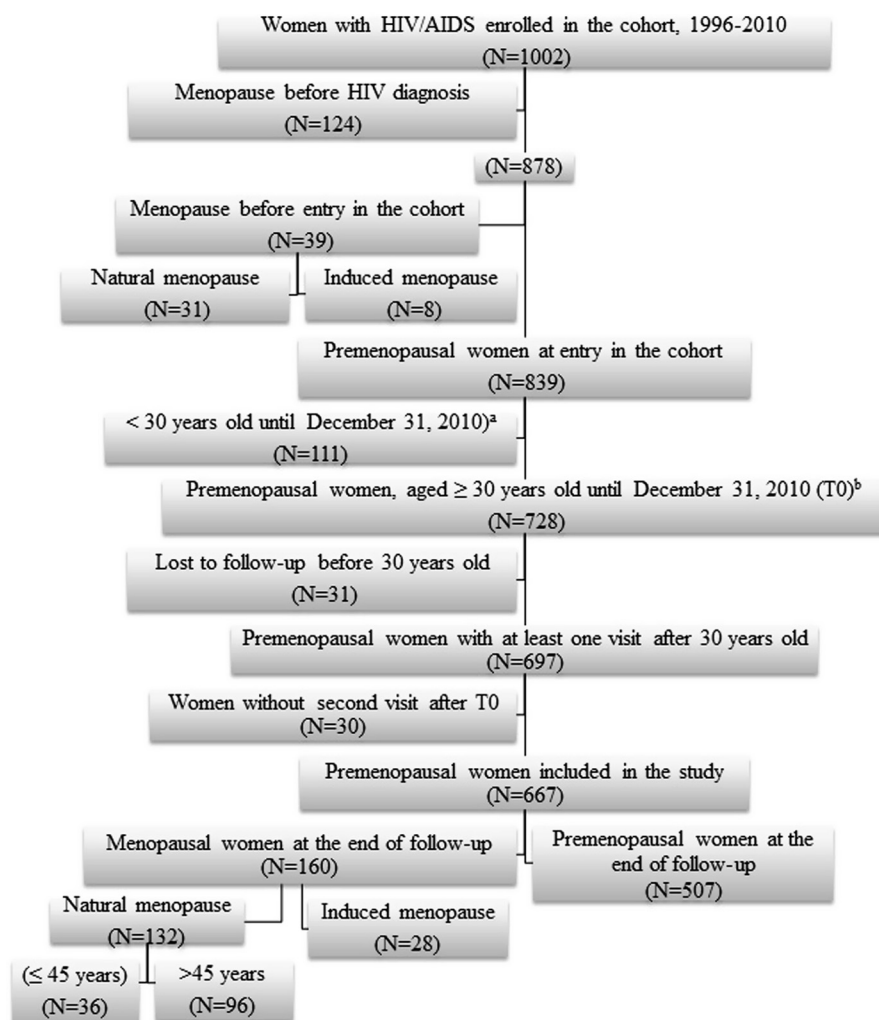 Women with HIV/AIDS enrolled in the cohort, 1996-2010
(N=1002)
Menopause before HIV diagnosis
(N=124)
(N=878)
Menopause before entry in the cohort
(N=39)
Natural menopause
(N=31)
Induced menopause
(N=8)
Premenopausal women at entry in the cohort
(N=839)
< 30 years old until December 31, 2010)ᵃ
(N=111)
Premenopausal women, aged ≥ 30 years old until December 31, 2010 (T0)ᵇ
(N=728)
Lost to follow-up before 30 years old
(N=31)
Premenopausal women with at least one visit after 30 years old
(N=697)
Women without second visit after T0
(N=30)
Premenopausal women included in the study
(N=667)
Menopausal women at the end of follow-up
(N=160)
Premenopausal women at the
end of follow-up
(N=507)
Natural menopause
(N=132)
Induced menopause
(N=28)
(≤ 45 years)
(N=36)
>45 years
(N=96)